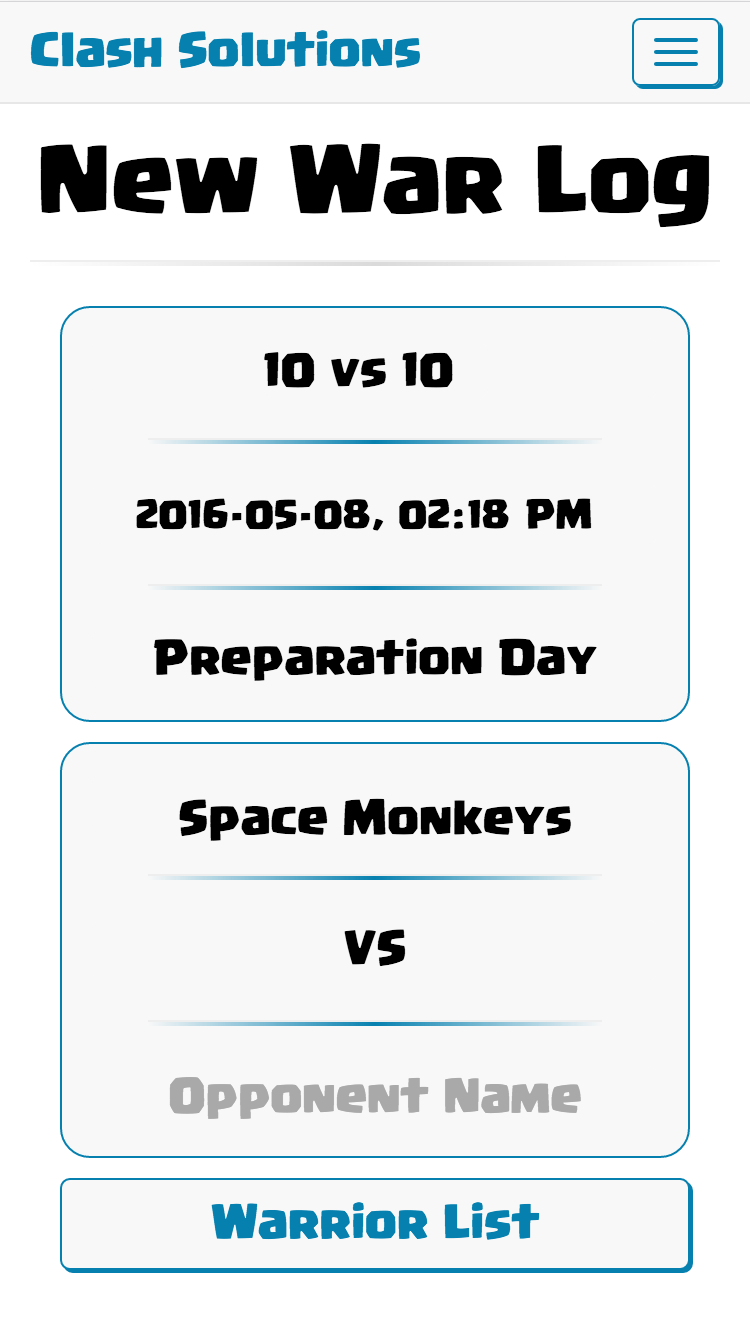 Clash Solutions
New War Log
10 vs 10
2016-05-08, 02:18 PM
Preparation Day
Space Monkeys
vs
Opponent Name
Warrior List